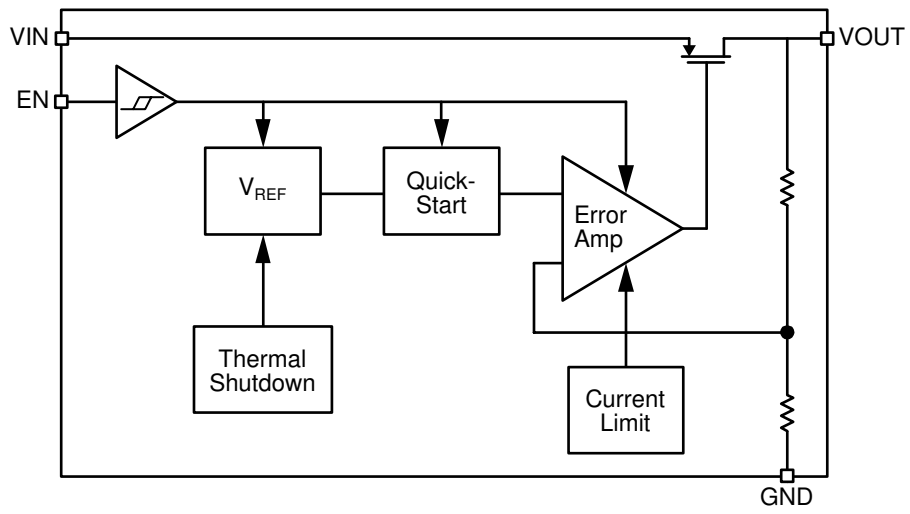 VIN
VOUT
EN
VREF
Quick-
Start
Error
Amp
Thermal
Shutdown
Current
Limit
GND